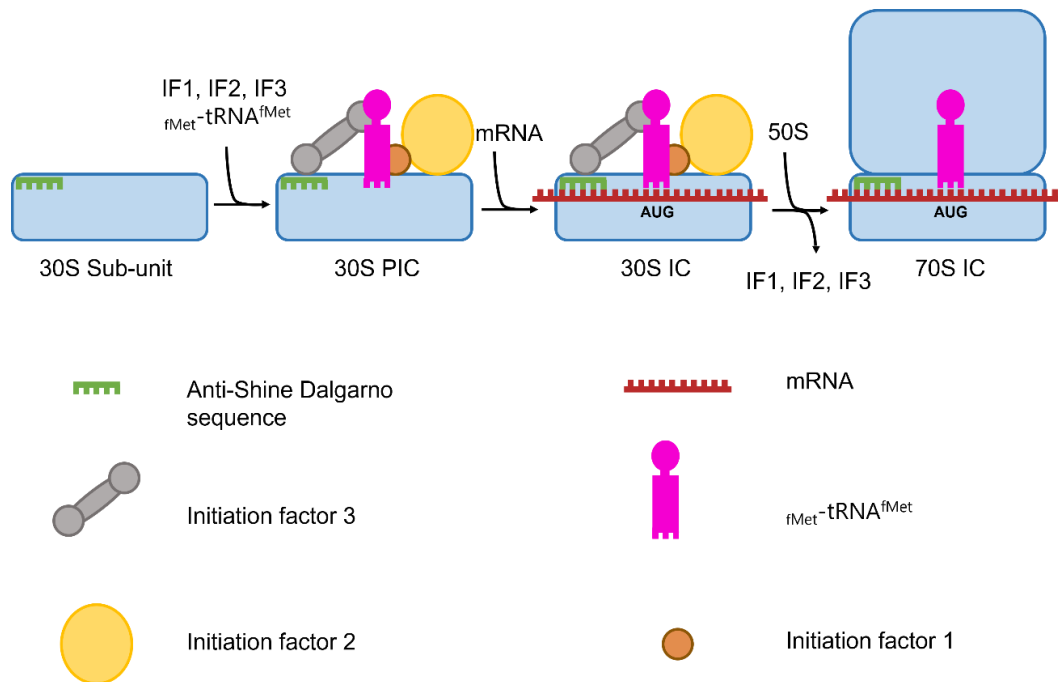 IF1, IF2, IF3
fMet-tRNAfMet
mRNA
50S
AUG
AUG
30S Sub-unit
30S PIC
30S IC
70S IC
IF1, IF2, IF3
Anti-Shine Dalgarno
sequence
mRNA
Initiation factor 3
fMet-tRNAfMet
Initiation factor 2
Initiation factor 1